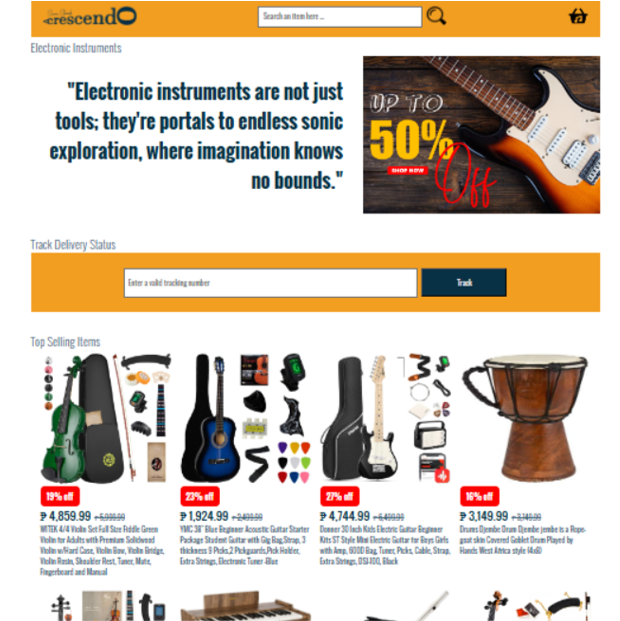 crescendO
Search an item here ...
Electronic Instruments
"Electronic instruments are not just
tools; they're portals to endless sonic
exploration, where imagination knows
no bounds."
UP TO
50%
Off
SHOP NOW
Track Delivery Status
Enter a valid tracking number
Track
Top Selling Items
19% off
₱ 4,859.99
MITEK 4/4 Violin Set Full Size Fiddle Green
Violin for Adults with Premium Solidwood
Violin w/Hard Case, Violin Bow, Violin Bridge,
Violin Rosin, Shoulder Rest, Tuner, Mute,
Fingerboard and Manual
23% off
₱ 1,924.99 ₱ 2,499.99
YMC 38" Blue Beginner Acoustic Guitar Starter
Package Student Guitar with Gig Bag,Strap, 3
thickness 9 Picks,2 Pickguards,Pick Holder,
Extra Strings, Electronic Tuner -Blue
27% off
₱ 4,744.99 ₱ 6,499.99
Donner 30 Inch Kids Electric Guitar Beginner
Kits ST Style Mini Electric Guitar for Boys Girls
with Amp, 600D Bag, Tuner, Picks, Cable, Strap,
Extra Strings, DSJ-100, Black
16% off
₱ 3,149.99
Drums Djembe Drum Djembe jembe is a Rope-
goat skin Covered Goblet Drum Played by
Hands West Africa style (4x8)